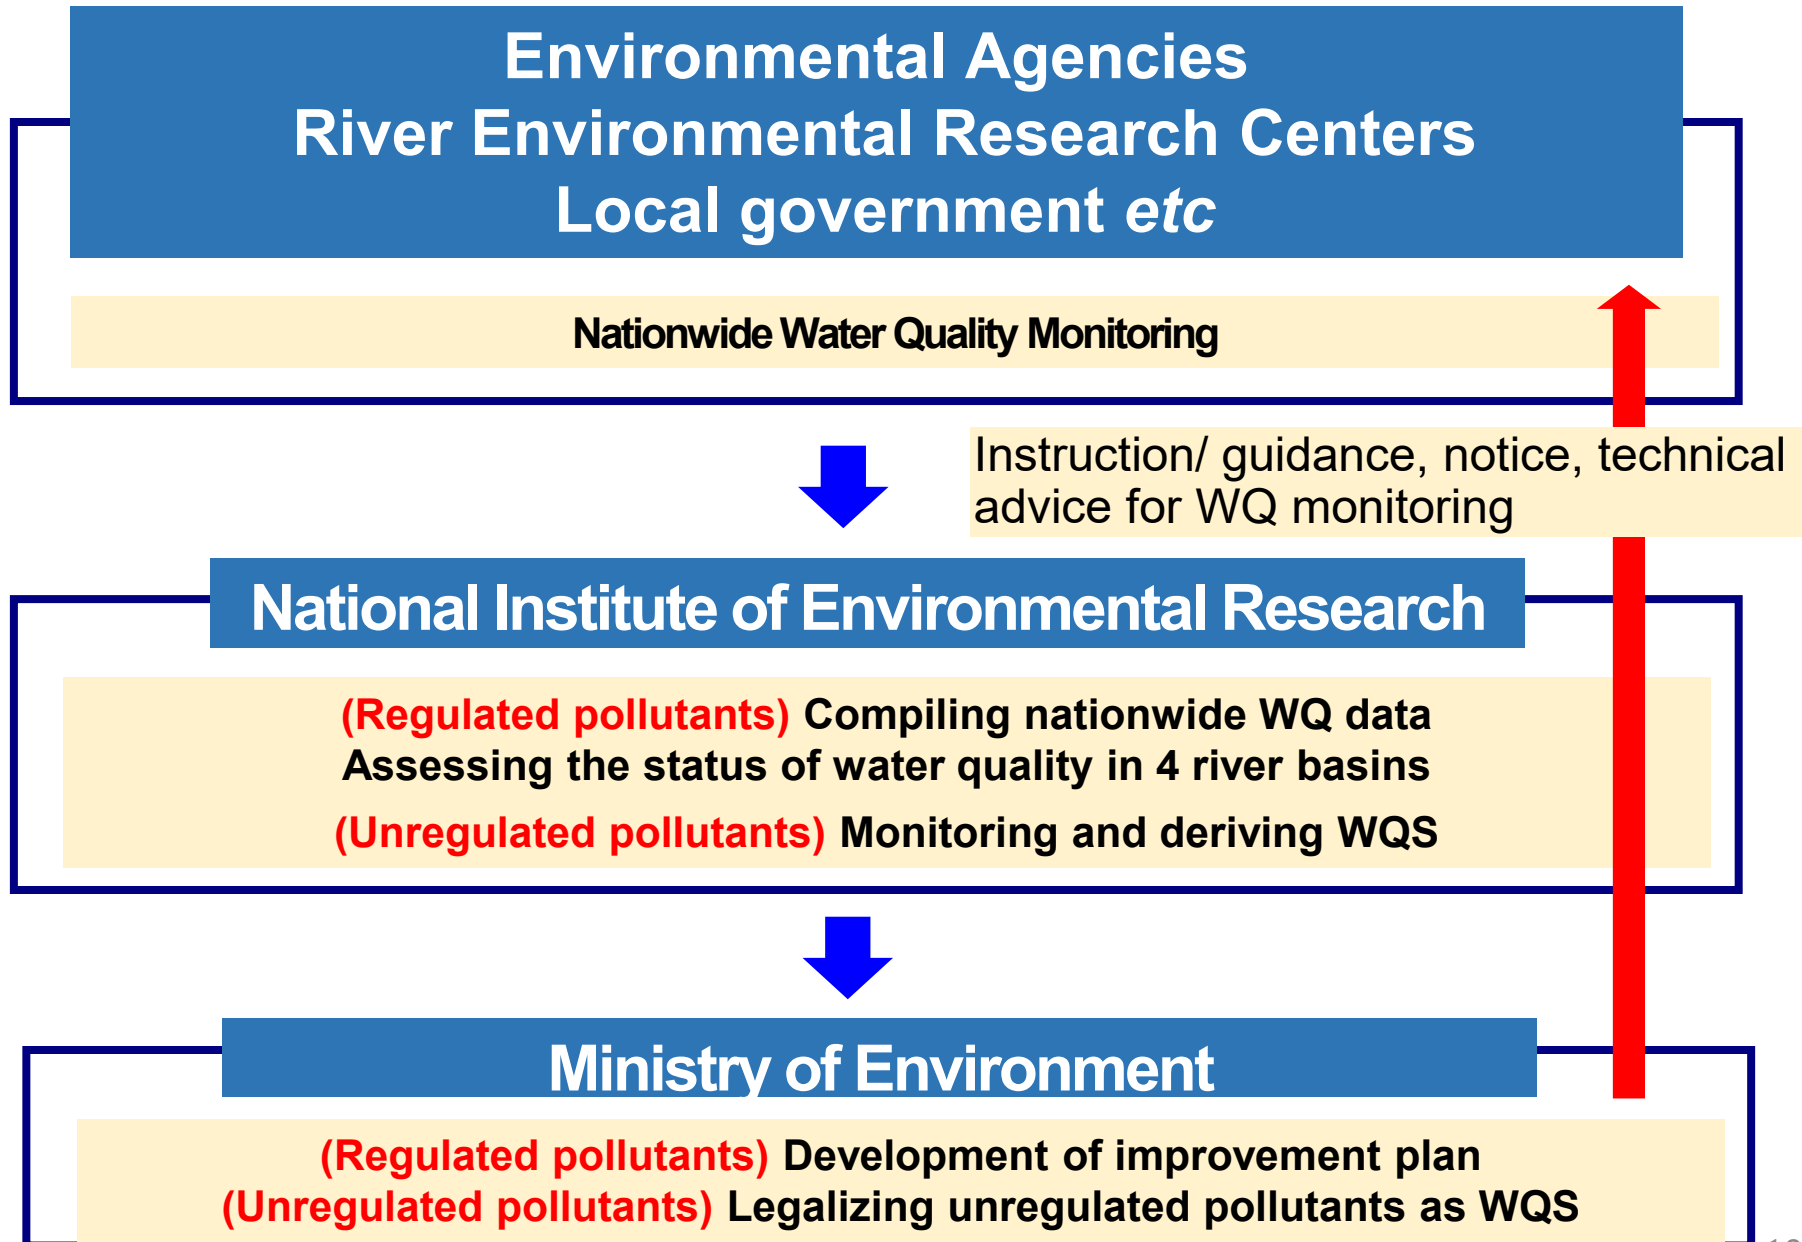 Environmental Agencies
River Environmental Research Centers
Local government etc
Nationwide Water Quality Monitoring
Instruction/ guidance, notice, technical
advice for WQ monitoring
National Institute of Environmental Research
(Regulated pollutants) Compiling nationwide WQ data
Assessing the status of water quality in 4 river basins
(Unregulated pollutants) Monitoring and deriving WQS
Ministry of Environment
(Regulated pollutants) Development of improvement plan
(Unregulated pollutants) Legalizing unregulated pollutants as WQS